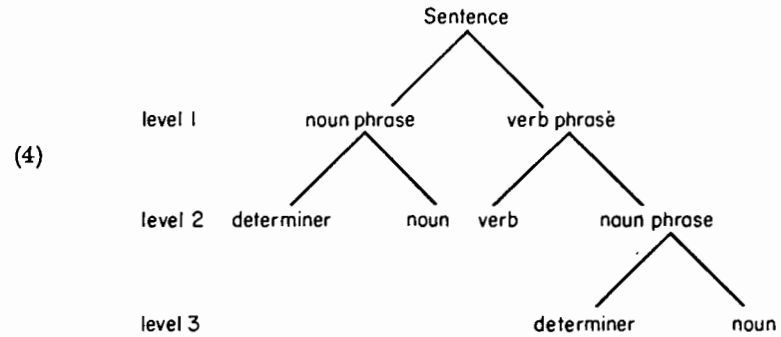 Sentence
level 1 noun phrase verb phrase
(4)
level 2 determiner noun verb noun phrase
level 3 determiner noun